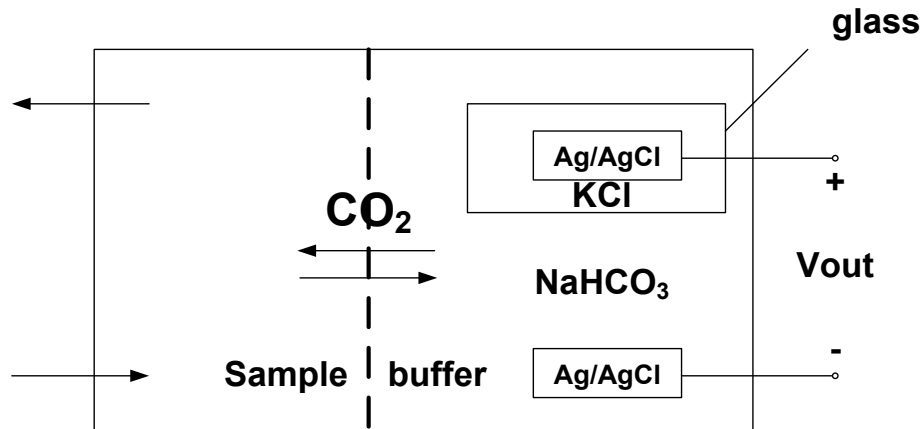 glass
Ag/AgCl
KCl
+
CO₂
Vout
NaHCO₃
-
Sample buffer
Ag/AgCl